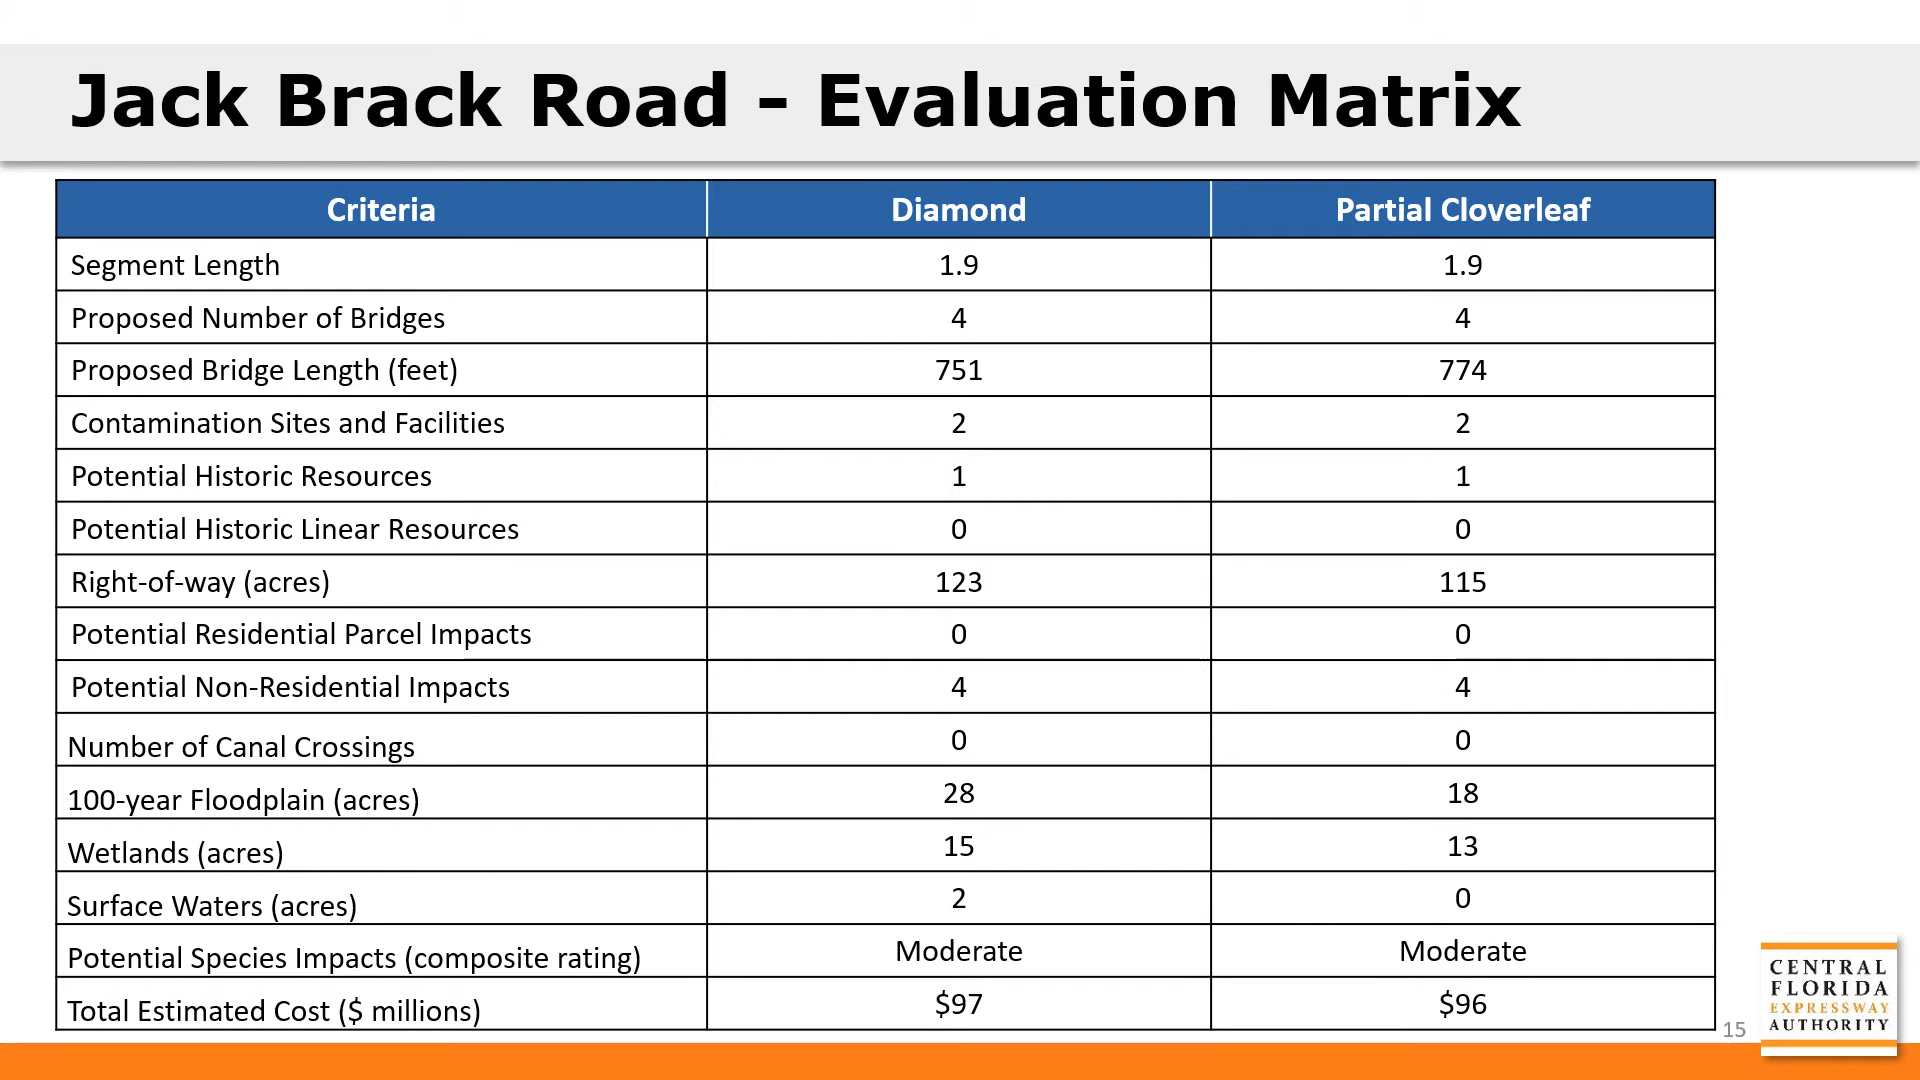 Jack Brack Road - Evaluation Matrix
Criteria Diamond Partial Cloverleaf
Segment Length 1.9 1.9
Proposed Number of Bridges 4 4
Proposed Bridge Length (feet) 751 774
Contamination Sites and Facilities 2 2
Potential Historic Resources 1 1
Potential Historic Linear Resources 0 0
Right-of-way (acres) 123 115
Potential Residential Parcel Impacts 0 0
Potential Non-Residential Impacts 4 4
Number of Canal Crossings 0 0
100-year Floodplain (acres) 28 18
Wetlands (acres) 15 13
Surface Waters (acres) 2 0
Potential Species Impacts (composite rating) Moderate Moderate
Total Estimated Cost ($ millions) $97 $96
15
CENTRAL
FLORIDA
EXPRESSWAY
AUTHORITY